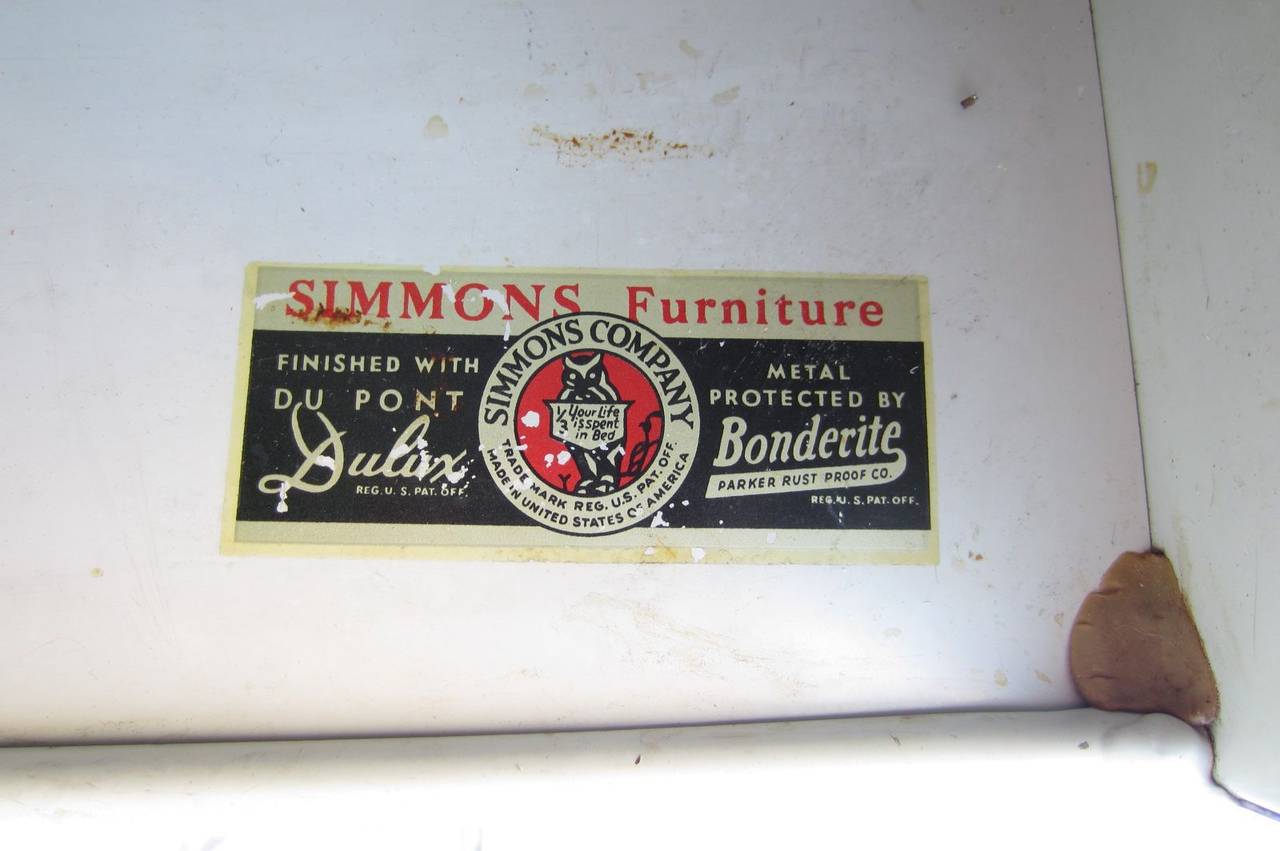 SIMMONS Furniture
FINISHED WITH
DU PONT
Dulux
REG. U. S. PAT. OFF.
SIMMONS COMPANY
1/3 Your Life
is spent
in Bed
TRADE MARK REG. U.S. PAT. OFF.
MADE IN UNITED STATES OF AMERICA
METAL
PROTECTED BY
Bonderite
PARKER RUST PROOF CO.
REG. U. S. PAT. OFF.